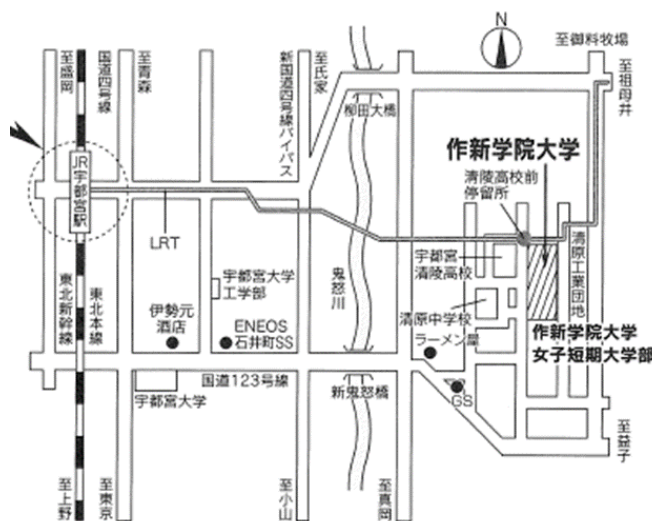 N
至御料牧場
至盛岡
国道四号線
至青森
新国道四号線バイパス
至氏家
至祖母井
柳田大橋
作新学院大学
清陵高校前
停留所
JR宇都宮駅
LRT
宇都宮
清陵高校
清原工業団地
宇都宮大学
工学部
鬼怒川
東北新幹線
東北本線
伊勢元
酒店
ENEOS
石井町SS
清原中学校
ラーメン屋
作新学院大学
女子短期大学部
国道123号線
宇都宮大学
新鬼怒橋
GS
至益子
至上野
至東京
至小山
至真岡